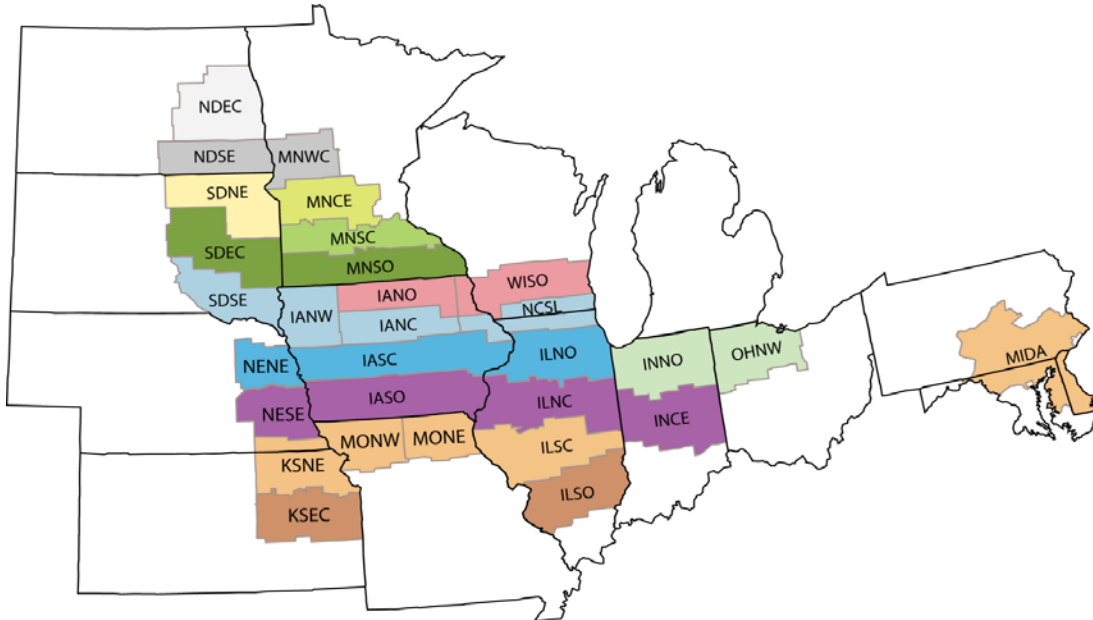 NDEC
NDSE
MNWC
SDNE
MNCE
MNSC
SDEC
MNSO
SDSE
IANO
WISO
IANW
IANC
NCSL
NENE
IASC
ILNO
INNO
OHNW
MIDA
NESE
IASO
ILNC
INCE
MONW
MONE
ILSC
KSNE
ILSO
KSEC